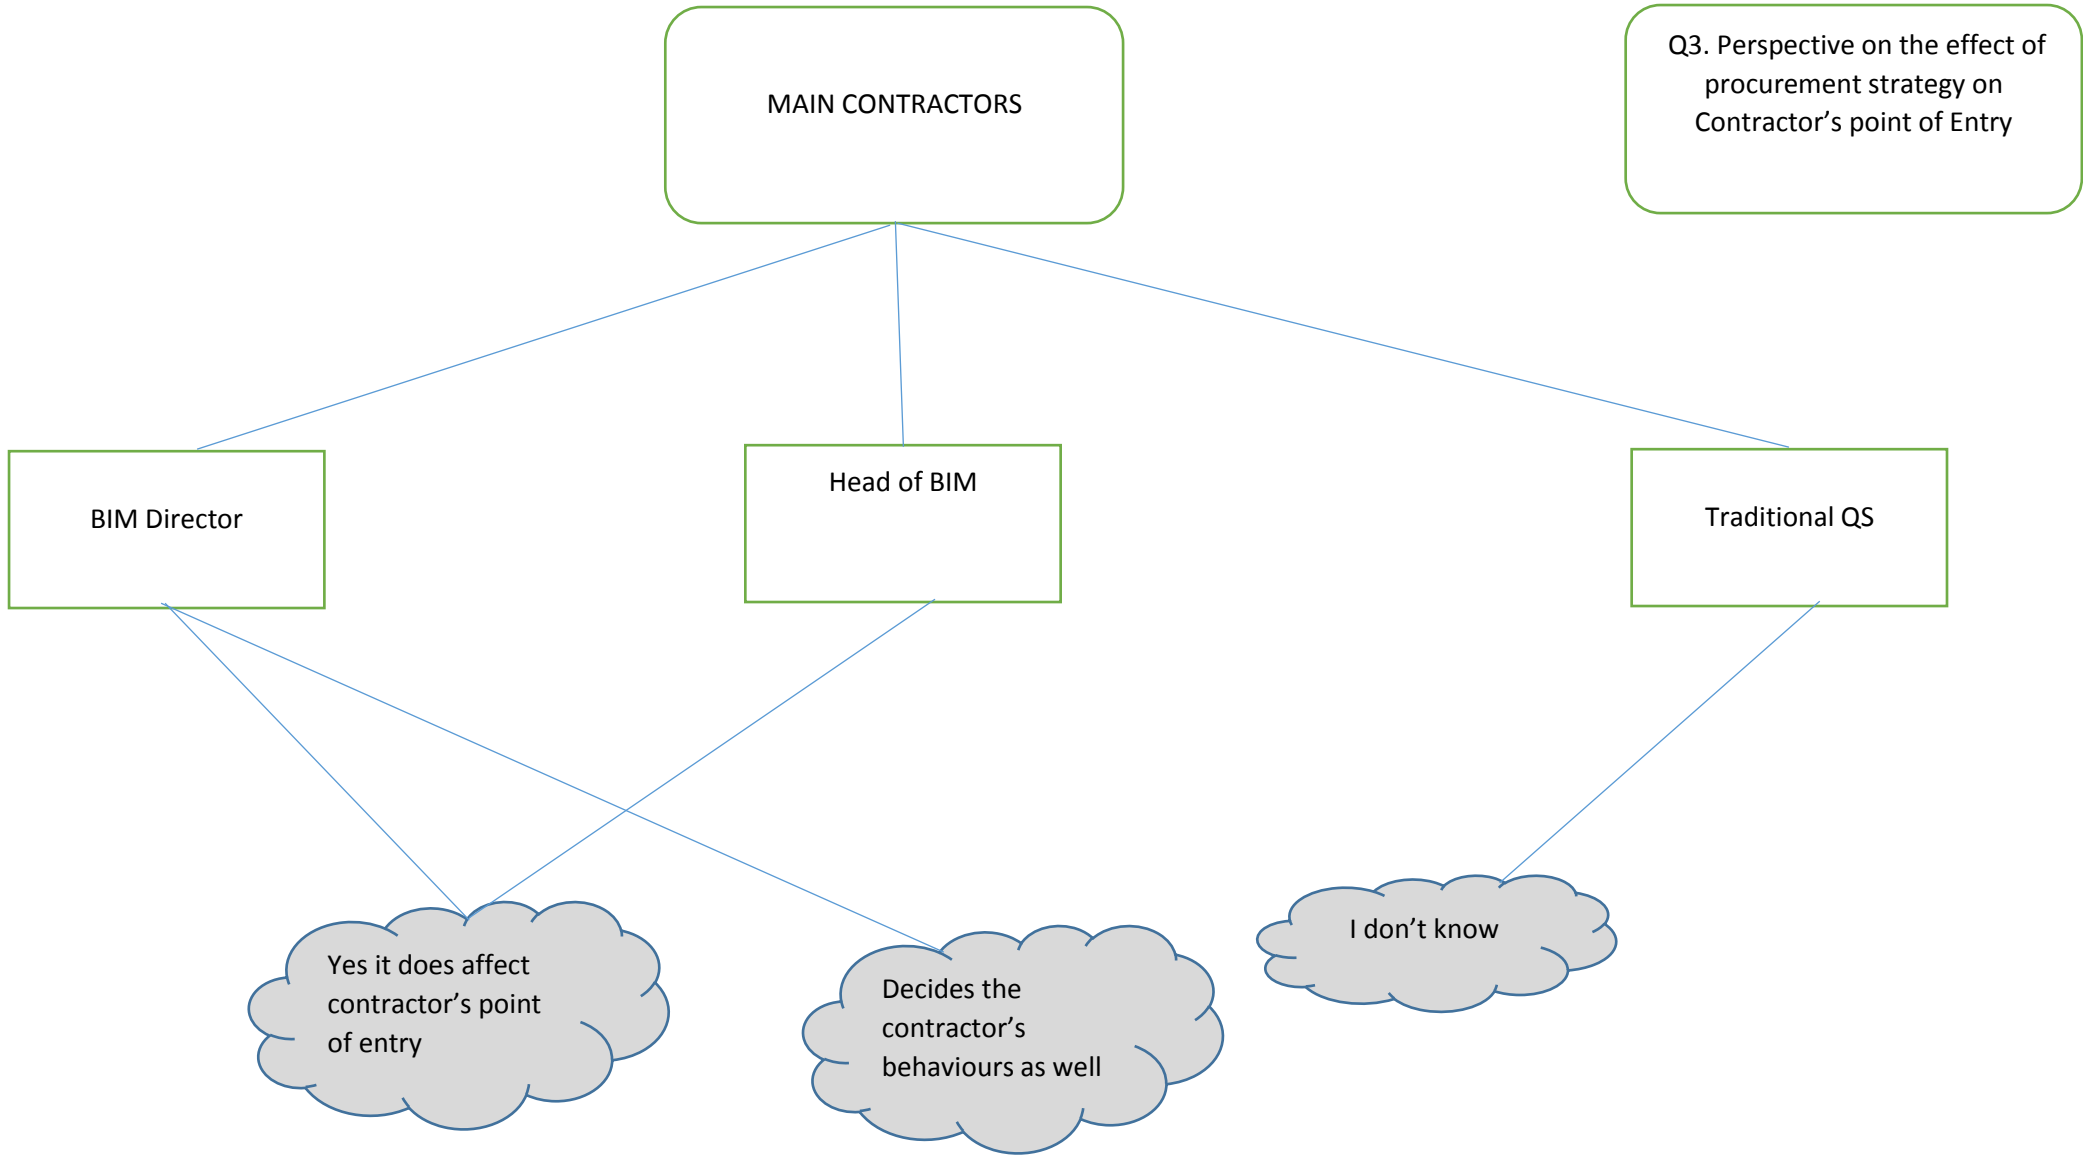 MAIN CONTRACTORS
Q3. Perspective on the effect of
procurement strategy on
Contractor’s point of Entry
BIM Director
Head of BIM
Traditional QS
Yes it does affect
contractor’s point
of entry
Decides the
contractor’s
behaviours as well
I don’t know